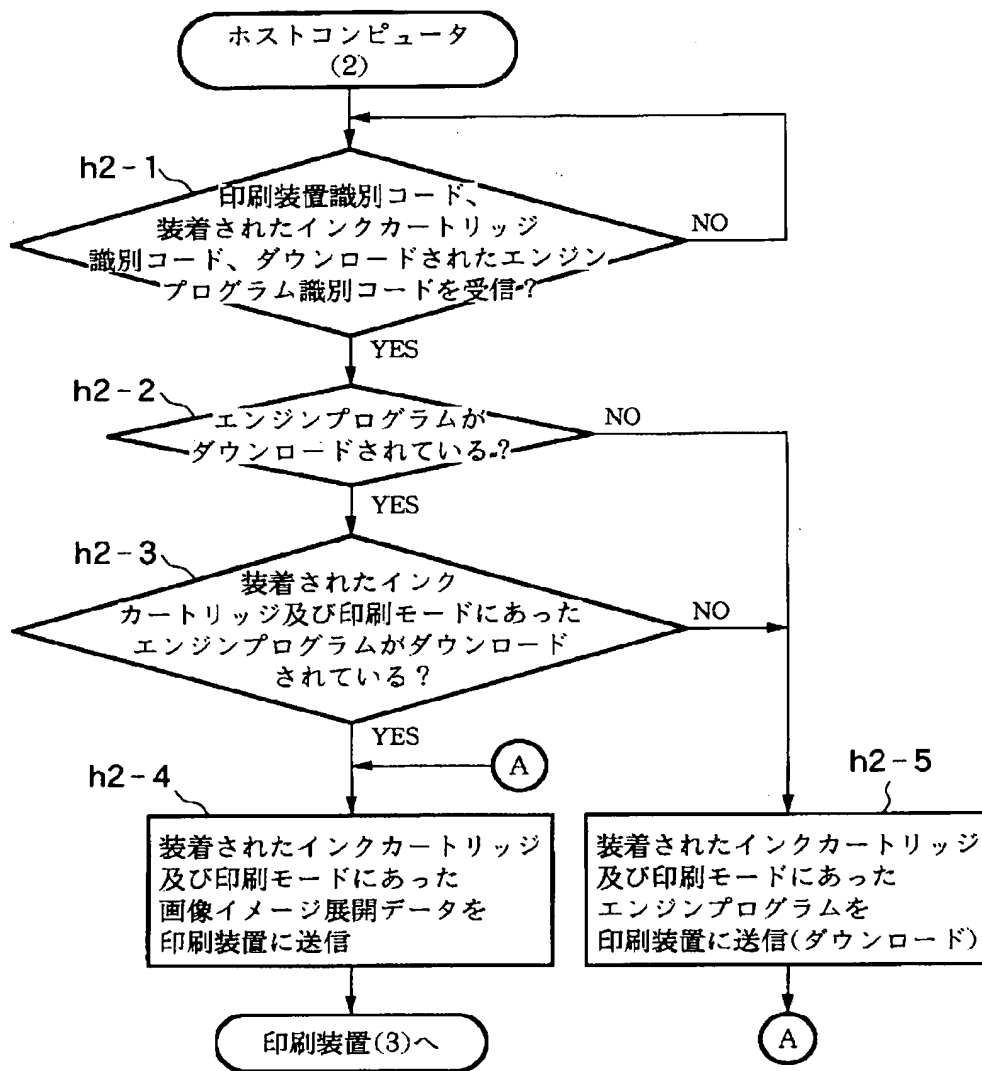 ホストコンピュータ
(2)
h2-1
印刷装置識別コード、
装着されたインクカートリッジ
識別コード、ダウンロードされたエンジン
プログラム識別コードを受信?
NO
YES
h2-2
エンジンプログラムが
ダウンロードされている?
NO
YES
h2-3
装着されたインク
カートリッジ及び印刷モードにあった
エンジンプログラムがダウンロード
されている?
NO
YES
A
h2-4
装着されたインクカートリッジ
及び印刷モードにあった
画像イメージ展開データを
印刷装置に送信
h2-5
装着されたインクカートリッジ
及び印刷モードにあった
エンジンプログラムを
印刷装置に送信(ダウンロード)
印刷装置(3)へ
A